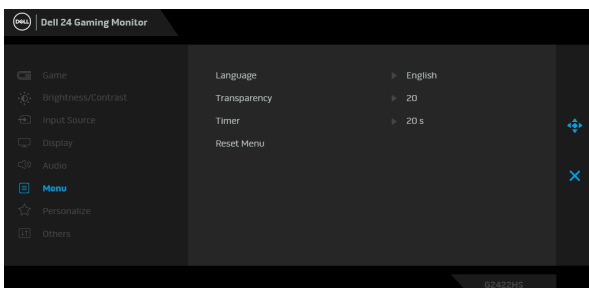 DELL Dell 24 Gaming Monitor
Game
Language English
Brightness/Contrast
Transparency 20
Input Source
Timer 20 s
Display
Reset Menu
Audio
Menu
Personalize
Others
G2422HS